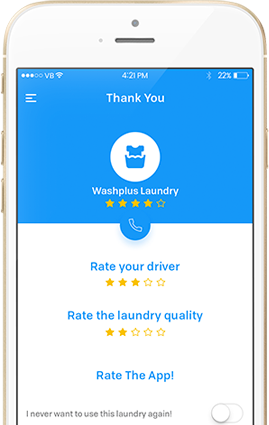 VB 4:21 PM 22%
Thank You
Washplus Laundry
Rate your driver
Rate the laundry quality
Rate The App!
I never want to use this laundry again!